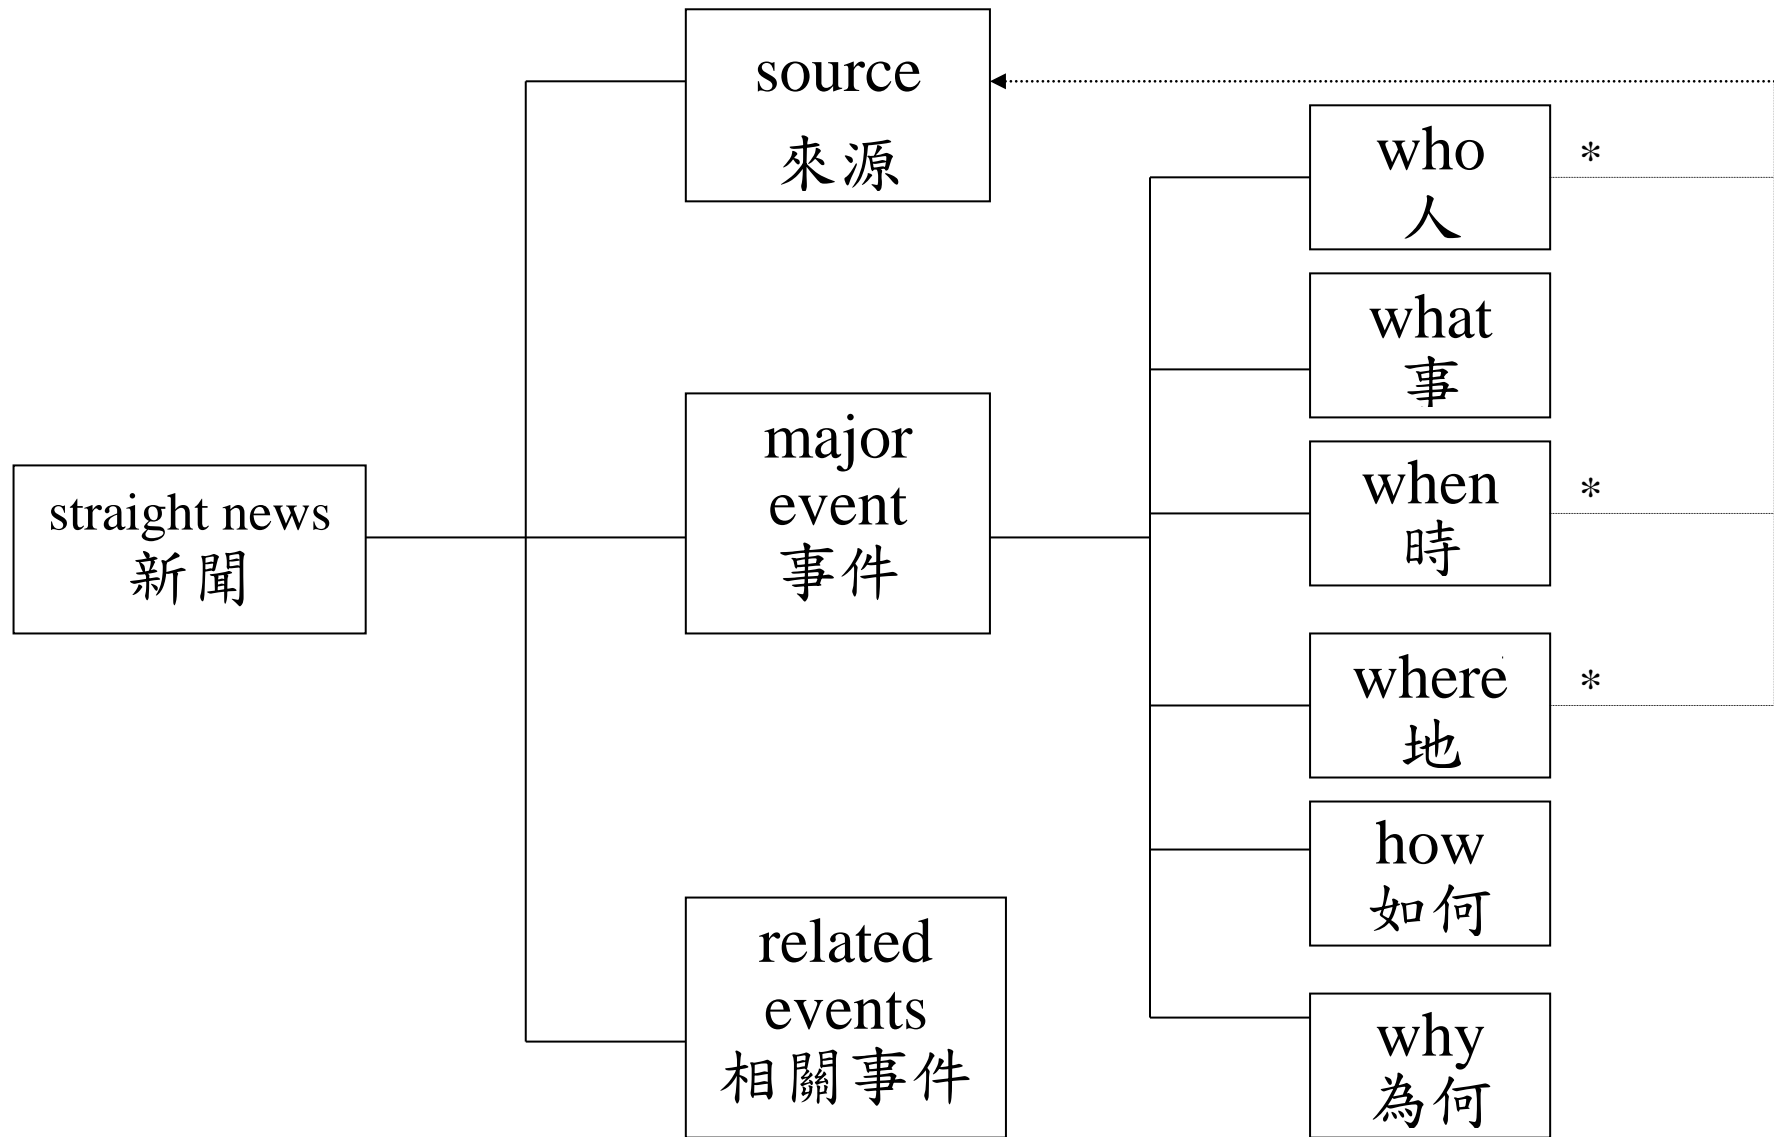 source
來源
who
人
*
what
事
major
event
事件
straight news
新聞
when
時
*
where
地
*
how
如何
related
events
相關事件
why
為何